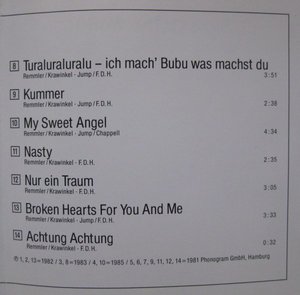 8 Turaluraluralu – ich mach' Bubu was machst du
Remmler/Krawinkel · Jump/F.D.H. 3:51
9 Kummer
Remmler/Krawinkel · F.D.H. 2:38
10 My Sweet Angel
Remmler/Krawinkel · Jump/Chappell 4:34
11 Nasty
Remmler/Krawinkel · F.D.H. 2:35
12 Nur ein Traum
Remmler/Krawinkel · F.D.H. 3:05
13 Broken Hearts For You And Me
Remmler/Krawinkel · Jump/F.D.H. 3:33
14 Achtung Achtung
Remmler/Krawinkel · F.D.H. 0:32
℗ 1, 2, 13=1982 / 3, 8=1983 / 4, 10=1985 / 5, 6, 7, 9, 11, 12, 14=1981 Phonogram GmbH, Hamburg